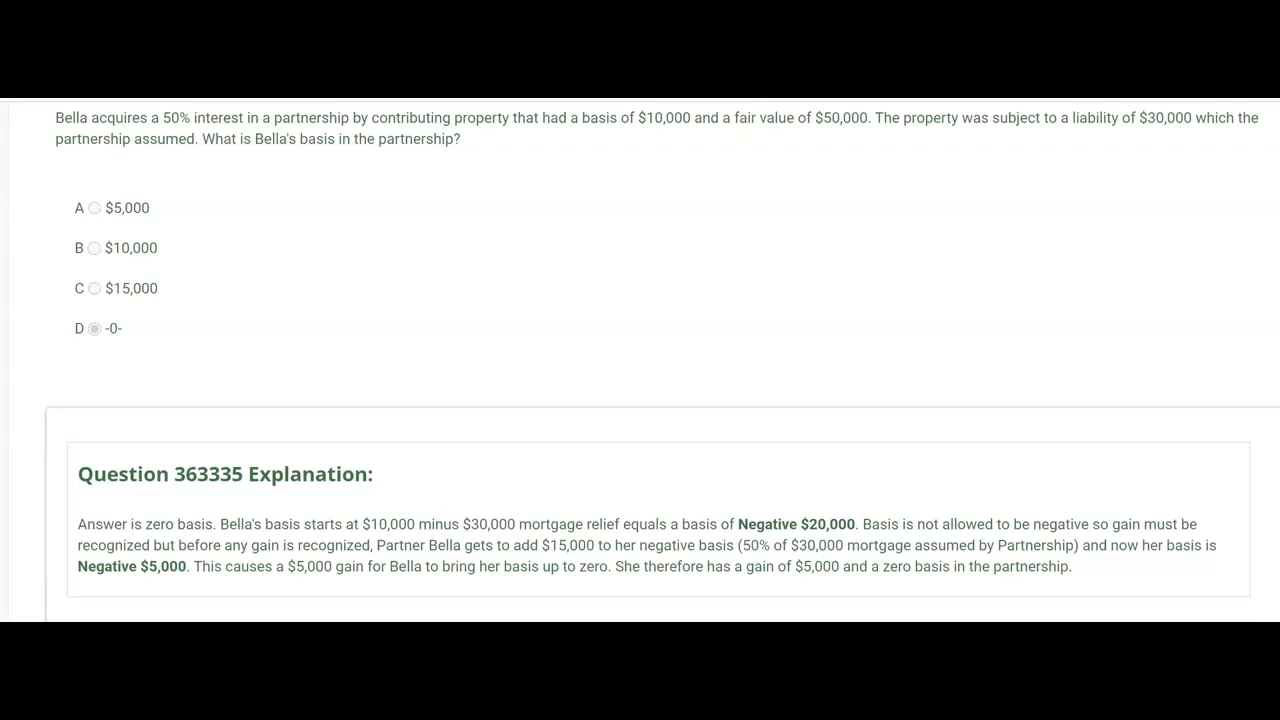 Bella acquires a 50% interest in a partnership by contributing property that had a basis of $10,000 and a fair value of $50,000. The property was subject to a liability of $30,000 which the
partnership assumed. What is Bella's basis in the partnership?
A $5,000
B $10,000
C $15,000
D -0-
Question 363335 Explanation:
Answer is zero basis. Bella's basis starts at $10,000 minus $30,000 mortgage relief equals a basis of Negative $20,000. Basis is not allowed to be negative so gain must be
recognized but before any gain is recognized, Partner Bella gets to add $15,000 to her negative basis (50% of $30,000 mortgage assumed by Partnership) and now her basis is
Negative $5,000. This causes a $5,000 gain for Bella to bring her basis up to zero. She therefore has a gain of $5,000 and a zero basis in the partnership.